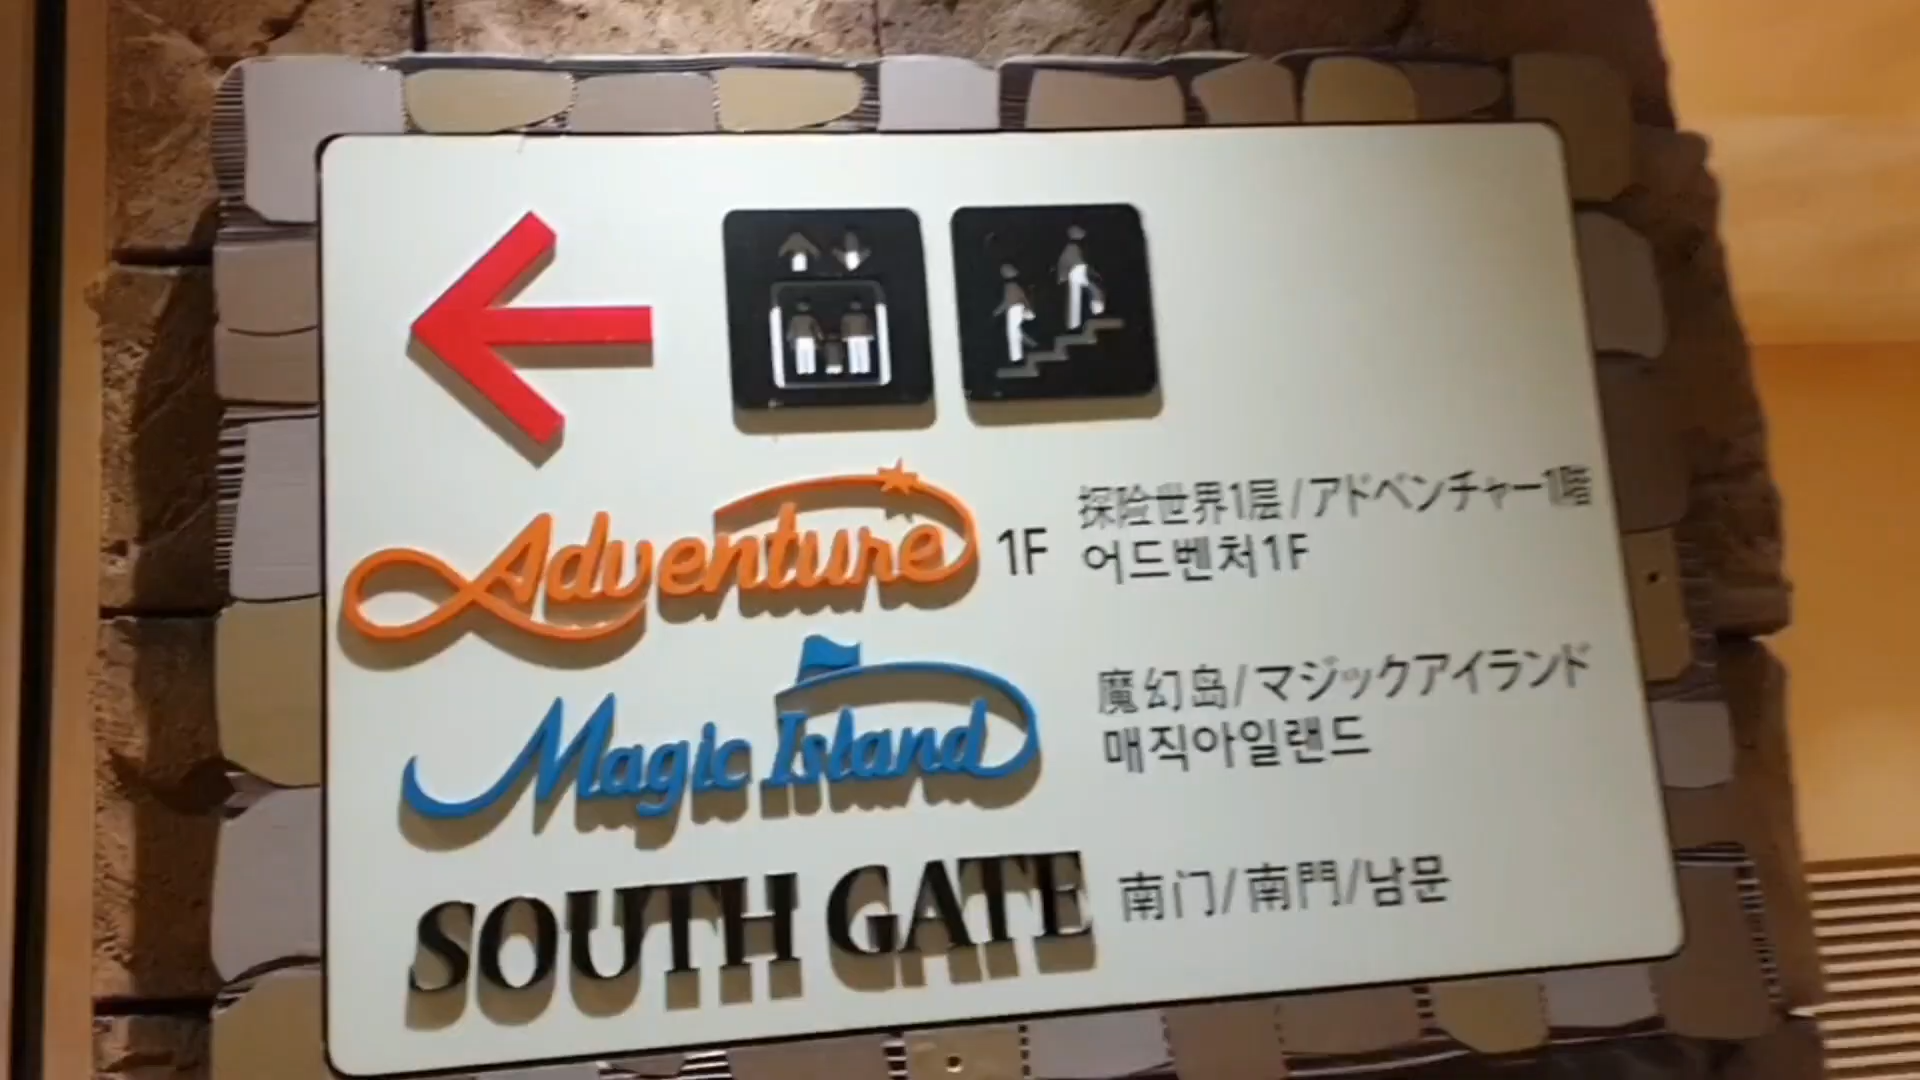 Adventure 1F 探险世界1层/アドベンチャー1階
어드벤처1F
Magic Island 魔幻岛/マジックアイランド
매직아일랜드
SOUTH GATE 南门/南門/남문